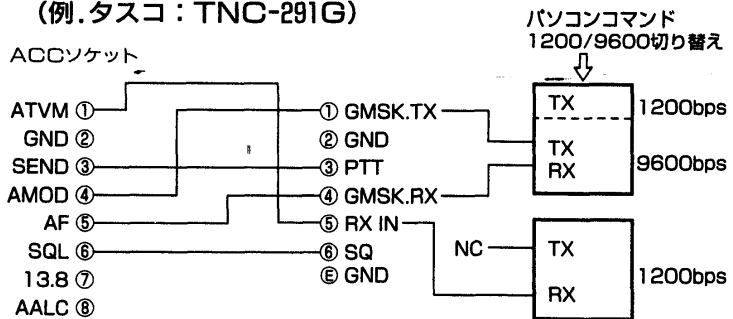 (例.タスコ:TNC-291G)
パソコンコマンド
1200/9600切り替え
ACCソケット
ATVM ①
GND ②
SEND ③
AMOD ④
AF ⑤
SQL ⑥
13.8 ⑦
AALC ⑧
① GMSK.TX
② GND
③ PTT
④ GMSK.RX
⑤ RX IN
⑥ SQ
Ⓔ GND
TX
1200bps
TX
RX
9600bps
NC
TX
RX
1200bps